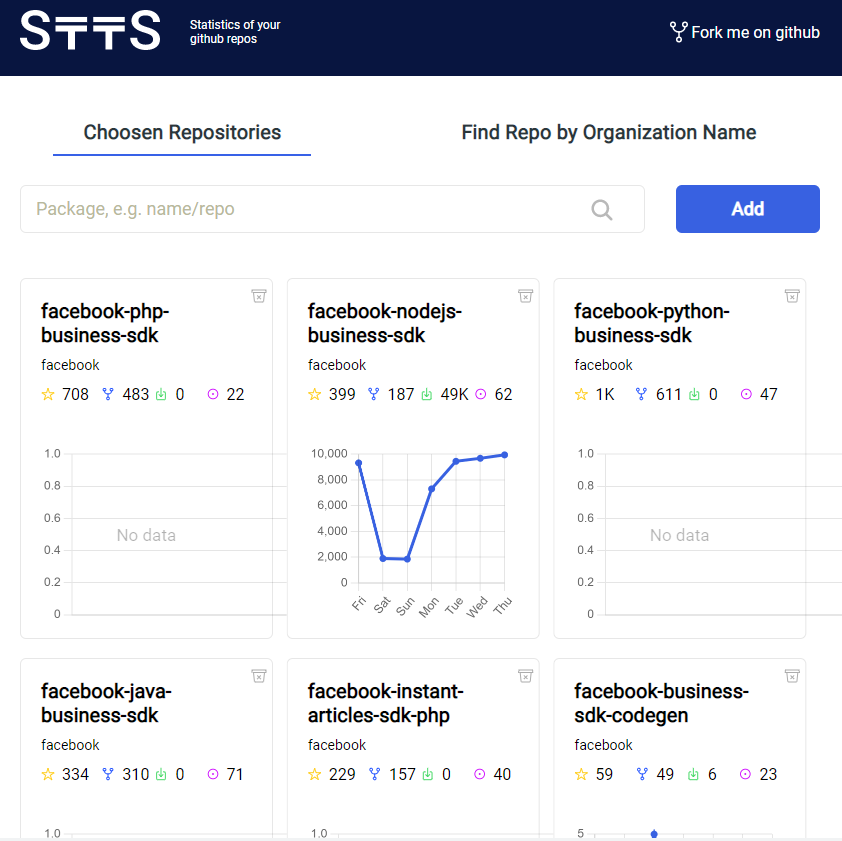 STTS
Statistics of your
github repos
Fork me on github
Choosen Repositories
Find Repo by Organization Name
Package, e.g. name/repo
Add
facebook-php-
business-sdk
facebook
708 483 0 22
1.0
0.8
0.6
0.4
0.2
0
No data
facebook-nodejs-
business-sdk
facebook
399 187 49K 62
10,000
8,000
6,000
4,000
2,000
0
Fri Sat Sun Mon Tue Wed Thu
facebook-python-
business-sdk
facebook
1K 611 0 47
1.0
0.8
0.6
0.4
0.2
0
No data
facebook-java-
business-sdk
facebook
334 310 0 71
1.0
facebook-instant-
articles-sdk-php
facebook
229 157 0 40
1.0
facebook-business-
sdk-codegen
facebook
59 49 6 23
5